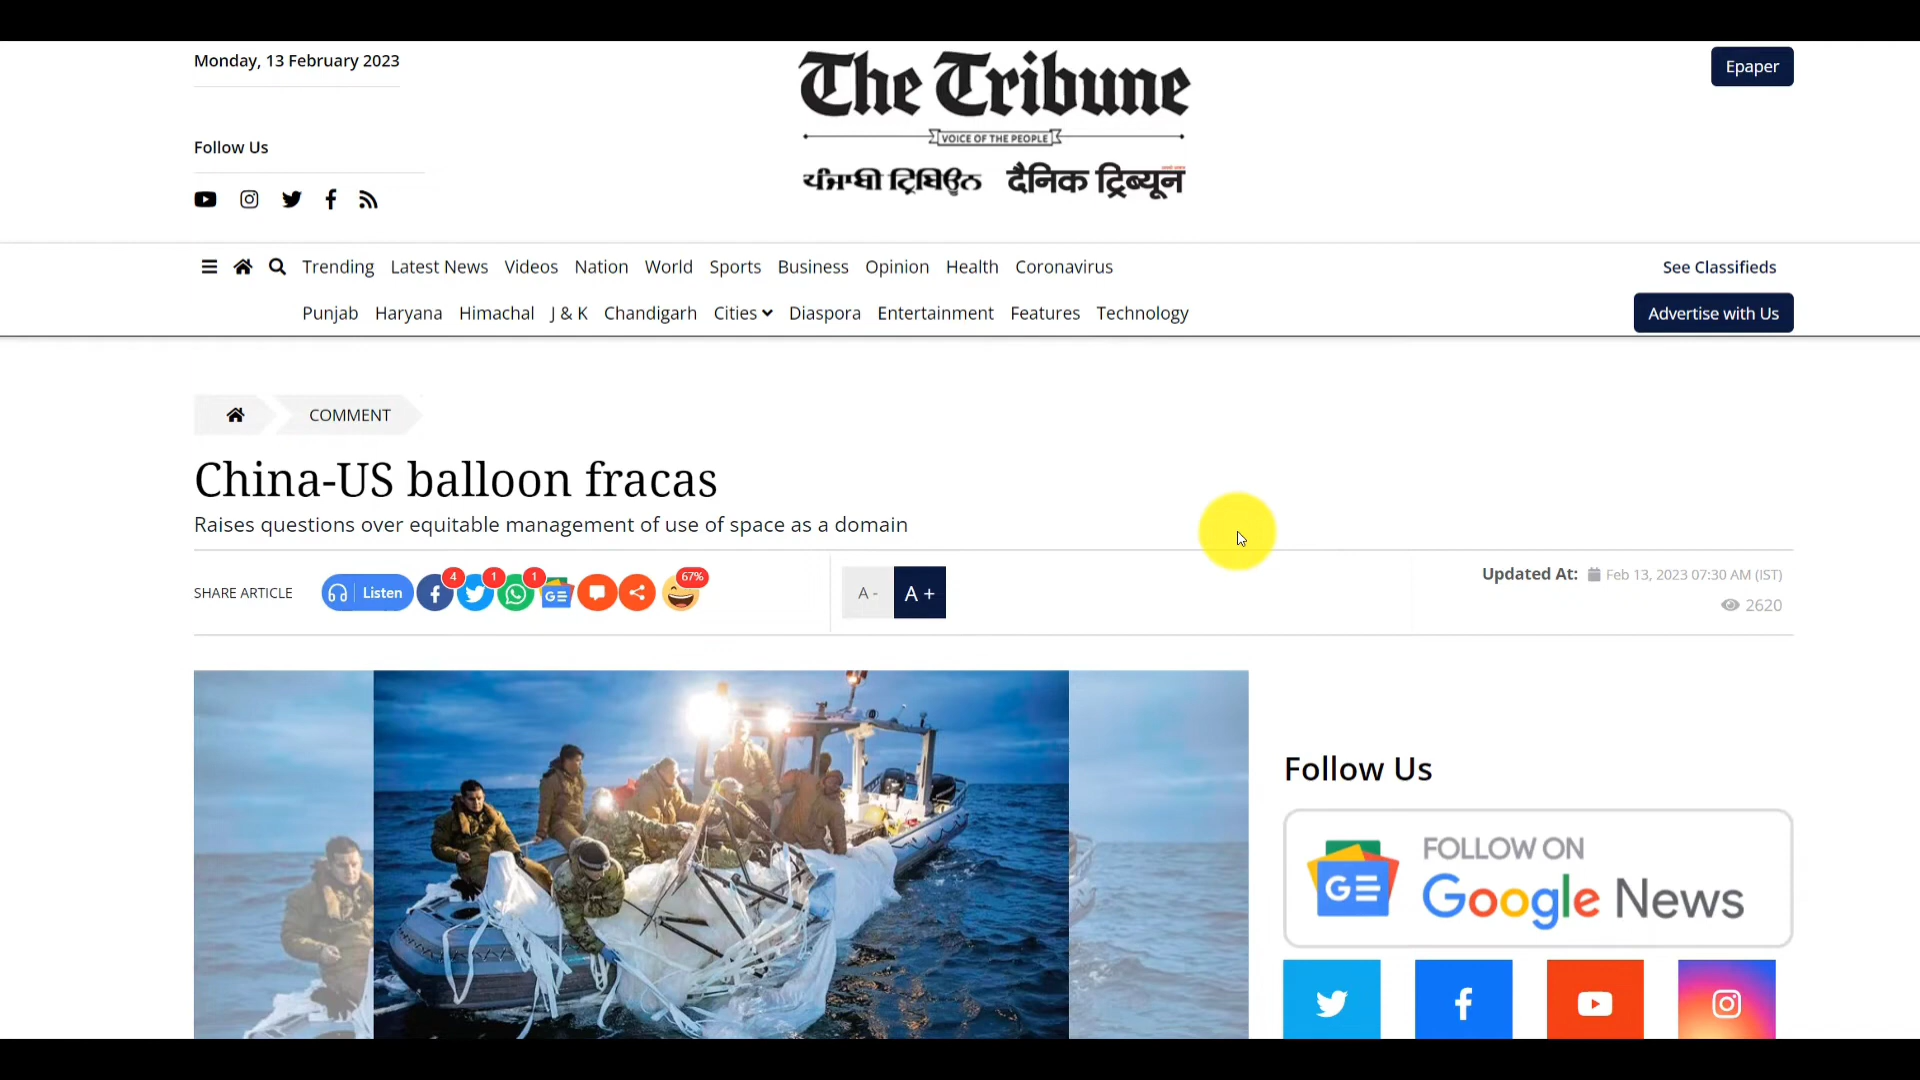 Monday, 13 February 2023
The Tribune
Epaper
VOICE OF THE PEOPLE
Follow Us
ਪੰਜਾਬੀ ਟ੍ਰਿਬਿਊਨ दैनिक ट्रिब्यून
Trending Latest News Videos Nation World Sports Business Opinion Health Coronavirus
See Classifieds
Punjab Haryana Himachal J & K Chandigarh Cities Diaspora Entertainment Features Technology
Advertise with Us
COMMENT
China-US balloon fracas
Raises questions over equitable management of use of space as a domain
SHARE ARTICLE
Listen
4
1
1
GE
67%
A -
A +
Updated At: Feb 13, 2023 07:30 AM (IST)
2620
Follow Us
GE
FOLLOW ON
Google News